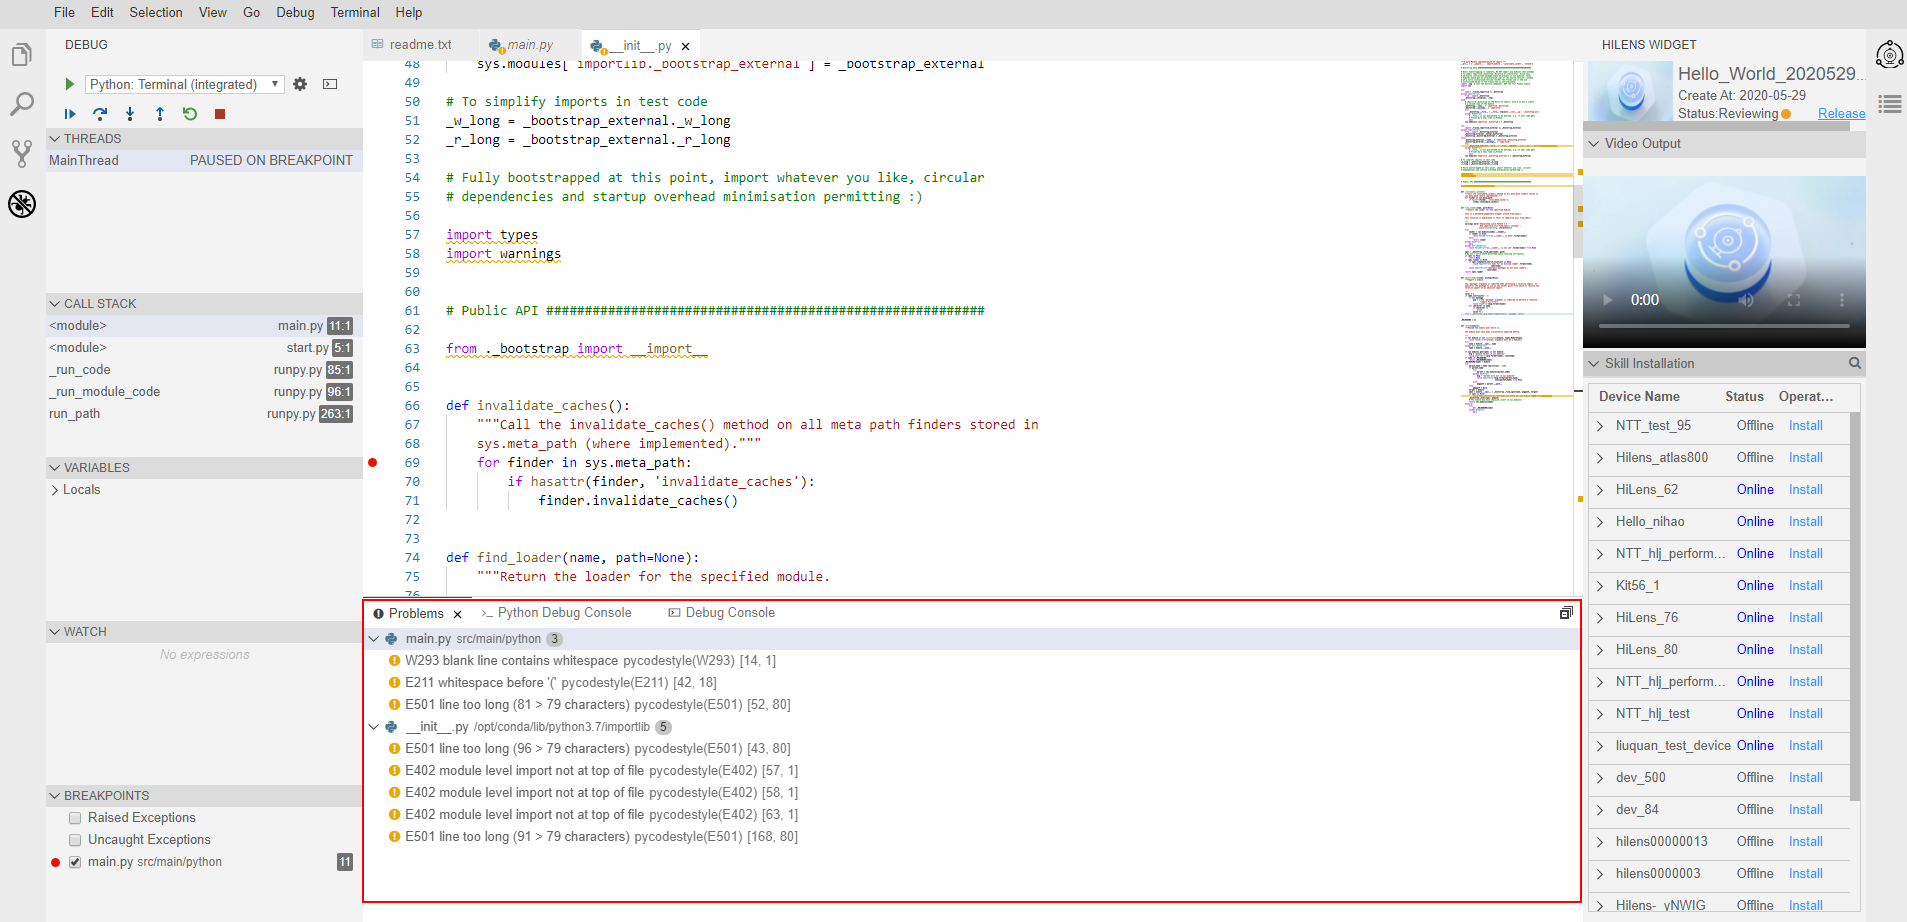 File Edit Selection View Go Debug Terminal Help
DEBUG
Python: Terminal (integrated)
THREADS
MainThread PAUSED ON BREAKPOINT
CALL STACK
<module> main.py 11:1
<module> start.py 5:1
_run_code runpy.py 85:1
_run_module_code runpy.py 96:1
run_path runpy.py 263:1
VARIABLES
Locals
WATCH
No expressions
BREAKPOINTS
Raised Exceptions
Uncaught Exceptions
main.py src/main/python 11
readme.txt main.py __init__.py
48 sys.modules['importlib._bootstrap_external'] = _bootstrap_external
49
50 # To simplify imports in test code
51 _w_long = _bootstrap_external._w_long
52 _r_long = _bootstrap_external._r_long
53
54 # Fully bootstrapped at this point, import whatever you like, circular
55 # dependencies and startup overhead minimisation permitting :)
56
57 import types
58 import warnings
59
60
61 # Public API #########################################################
62
63 from ._bootstrap import __import__
64
65
66 def invalidate_caches():
67 """Call the invalidate_caches() method on all meta path finders stored in
68 sys.meta_path (where implemented)."""
69 for finder in sys.meta_path:
70 if hasattr(finder, 'invalidate_caches'):
71 finder.invalidate_caches()
72
73
74 def find_loader(name, path=None):
75 """Return the loader for the specified module.
76
Problems Python Debug Console Debug Console
main.py src/main/python 3
W293 blank line contains whitespace pycodestyle(W293) [14, 1]
E211 whitespace before '(' pycodestyle(E211) [42, 18]
E501 line too long (81 > 79 characters) pycodestyle(E501) [52, 80]
__init__.py /opt/conda/lib/python3.7/importlib 5
E501 line too long (96 > 79 characters) pycodestyle(E501) [43, 80]
E402 module level import not at top of file pycodestyle(E402) [57, 1]
E402 module level import not at top of file pycodestyle(E402) [58, 1]
E402 module level import not at top of file pycodestyle(E402) [63, 1]
E501 line too long (91 > 79 characters) pycodestyle(E501) [168, 80]
HILENS WIDGET
Hello_World_2020529...
Create At: 2020-05-29
Status:Reviewing Release
Video Output
0:00
Skill Installation
Device Name Status Operat...
NTT_test_95 Offline Install
Hilens_atlas800 Offline Install
HiLens_62 Online Install
Hello_nihao Online Install
NTT_hlj_perform... Online Install
Kit56_1 Online Install
HiLens_76 Online Install
HiLens_80 Online Install
NTT_hlj_perform... Online Install
NTT_hlj_test Online Install
liuquan_test_device Online Install
dev_500 Offline Install
dev_84 Offline Install
hilens00000013 Offline Install
hilens0000003 Offline Install
Hilens-_yNWIG Offline Install